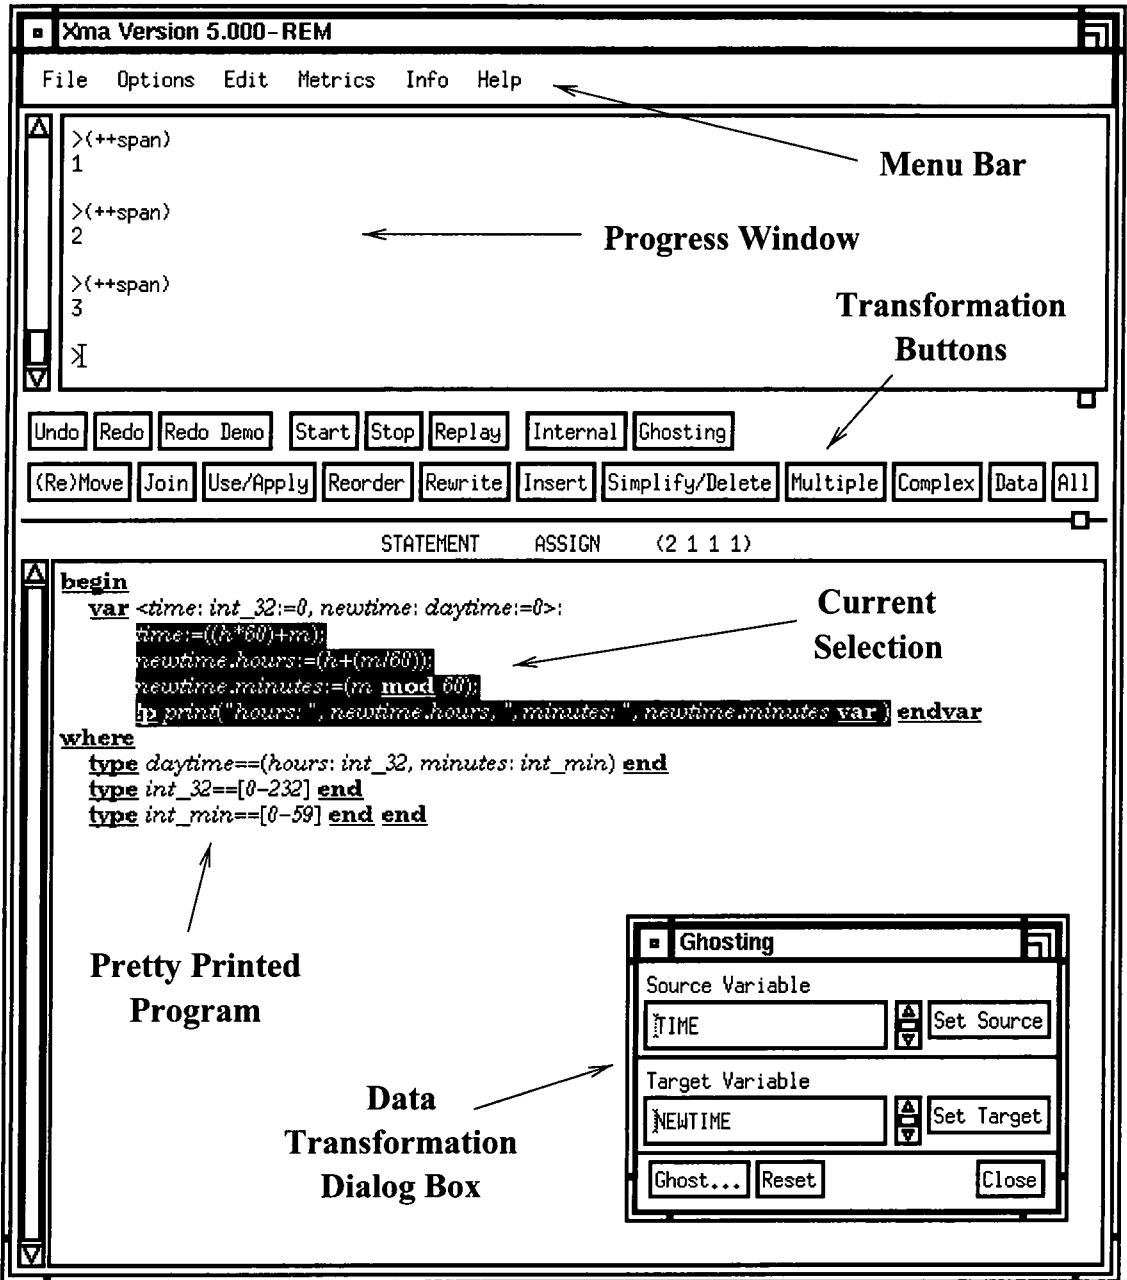 Xma Version 5.000-REM
File Options Edit Metrics Info Help
>(++span)
1
>(++span)
2
>(++span)
3
>
Menu Bar
Progress Window
Transformation
Buttons
Undo Redo Redo Demo Start Stop Replay Internal Ghosting
(Re)Move Join Use/Apply Reorder Rewrite Insert Simplify/Delete Multiple Complex Data All
STATEMENT ASSIGN (2 1 1 1)
begin
var <time: int_32:=0, newtime: daytime:=0>:
time:=((h*60)+m);
newtime.hours:=(h+(m/60));
newtime.minutes:=(m mod 60);
!p print("hours: ", newtime.hours, ", minutes: ", newtime.minutes var ) endvar
where
type daytime==(hours: int_32, minutes: int_min) end
type int_32==[0-232] end
type int_min==[0-59] end end
Current
Selection
Pretty Printed
Program
Data
Transformation
Dialog Box
Ghosting
Source Variable
TIME
Set Source
Target Variable
NEWTIME
Set Target
Ghost... Reset Close